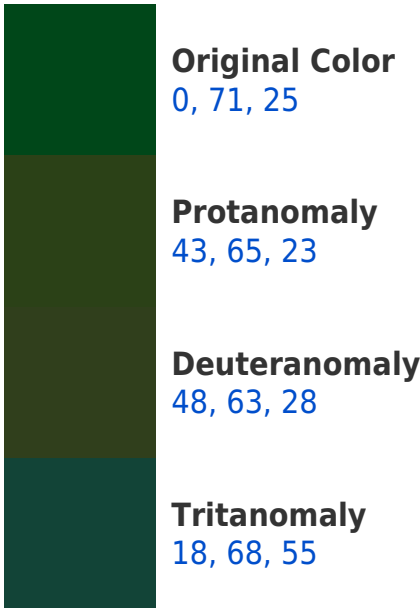 Original Color
0, 71, 25
Protanomaly
43, 65, 23
Deuteranomaly
48, 63, 28
Tritanomaly
18, 68, 55